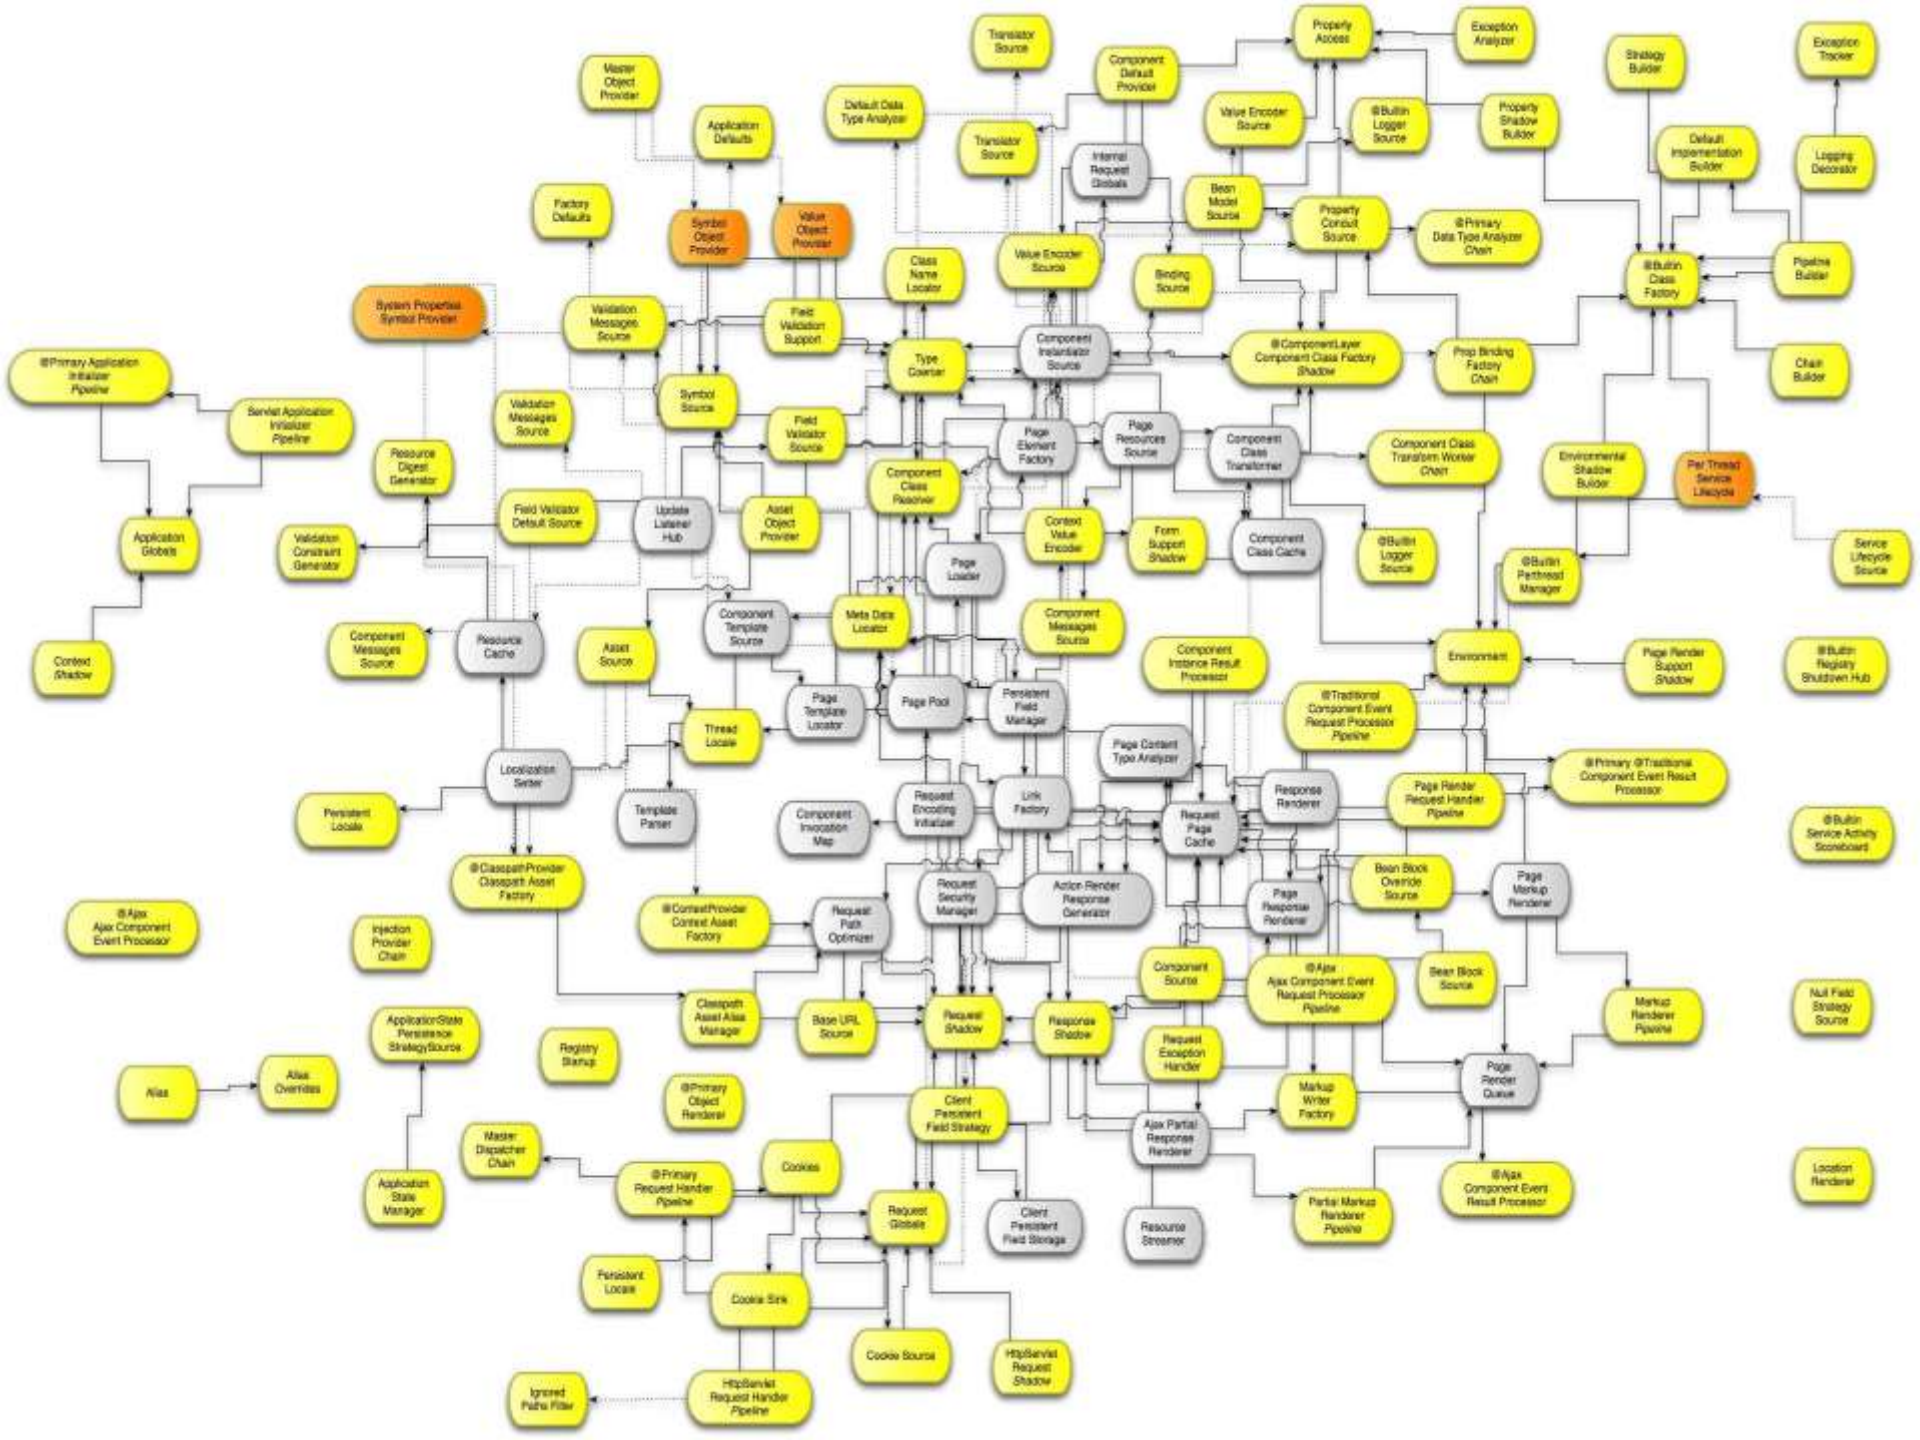 Translator
Source
Property
Access
Exception
Analyzer
Strategy
Builder
Exception
Tracker
Master
Object
Provider
Component
Default
Provider
Default Data
Type Analyzer
Application
Defaults
Translator
Source
Value Encoder
Source
@Builtin
Logger
Source
Property
Shadow
Builder
Default
Implementation
Builder
Logging
Decorator
Internal
Request
Globals
Factory
Defaults
Symbol
Object
Provider
Value
Object
Provider
Bean
Model
Source
Property
Conduit
Source
@Primary
Data Type Analyzer
Chain
Class
Name
Locator
Value Encoder
Source
Binding
Source
@Builtin
Class
Factory
Pipeline
Builder
System Properties
Symbol Provider
Validation
Messages
Source
Field
Validation
Support
Type
Coercer
Component
Instantiator
Source
@ComponentLayer
Component Class Factory
Shadow
Prop Binding
Factory
Chain
Chain
Builder
@Primary Application
Initializer
Pipeline
Servlet Application
Initializer
Pipeline
Validation
Messages
Source
Symbol
Source
Field
Validator
Source
Page
Element
Factory
Page
Resources
Source
Component
Class
Transformer
Component Class
Transform Worker
Chain
Environmental
Shadow
Builder
Per Thread
Service
Lifecycle
Resource
Digest
Generator
Component
Class
Resolver
Field Validator
Default Source
Update
Listener
Hub
Asset
Object
Provider
Context
Value
Encoder
Form
Support
Shadow
Component
Class Cache
@Builtin
Logger
Source
Application
Globals
Validation
Constraint
Generator
Page
Loader
@Builtin
Perthread
Manager
Service
Lifecycle
Source
Component
Messages
Source
Resource
Cache
Asset
Source
Component
Template
Source
Meta Data
Locator
Component
Messages
Source
Component
Instance Result
Processor
Environment
Page Render
Support
Shadow
@Builtin
Registry
Shutdown Hub
Context
Shadow
Page
Template
Locator
Page Pool
Persistent
Field
Manager
@Traditional
Component Event
Request Processor
Pipeline
Thread
Locale
Page Content
Type Analyzer
Localization
Setter
@Primary @Traditional
Component Event Result
Processor
Persistent
Locale
Template
Parser
Component
Invocation
Map
Request
Encoding
Initializer
Link
Factory
Request
Page
Cache
Response
Renderer
Page Render
Request Handler
Pipeline
@Builtin
Service Activity
Scoreboard
@ClasspathProvider
Classpath Asset
Factory
Request
Security
Manager
Action Render
Response
Generator
Page
Response
Renderer
Bean Block
Override
Source
Page
Markup
Renderer
@Ajax
Ajax Component
Event Processor
Injection
Provider
Chain
@ContextProvider
Context Asset
Factory
Request
Path
Optimizer
Component
Source
@Ajax
Ajax Component Event
Request Processor
Pipeline
Bean Block
Source
Null Field
Strategy
Source
Markup
Renderer
Pipeline
ApplicationState
Persistence
StrategySource
Classpath
Asset Alias
Manager
Base URL
Source
Request
Shadow
Response
Shadow
Registry
Startup
Request
Exception
Handler
Page
Render
Queue
Alias
Alias
Overrides
@Primary
Object
Renderer
Client
Persistent
Field Strategy
Markup
Writer
Factory
Master
Dispatcher
Chain
Cookies
Ajax Partial
Response
Renderer
@Primary
Request Handler
Pipeline
@Ajax
Component Event
Result Processor
Location
Renderer
Application
State
Manager
Request
Globals
Client
Persistent
Field Storage
Resource
Streamer
Partial Markup
Renderer
Pipeline
Persistent
Locale
Cookie Sink
Cookie Source
HttpServlet
Request
Shadow
Ignored
Paths Filter
HttpServlet
Request Handler
Pipeline